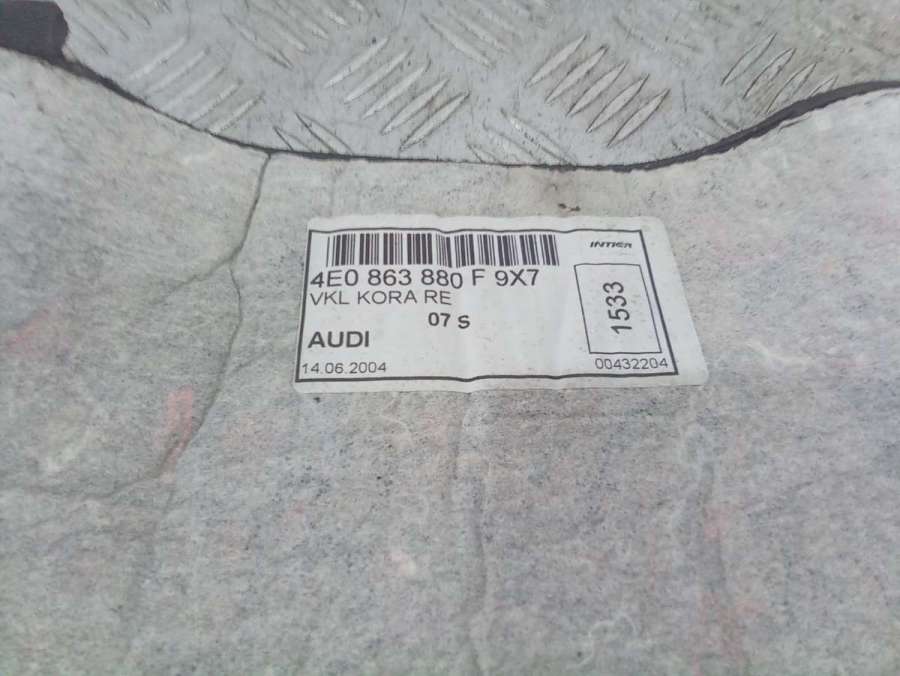 INTIER
4E0 863 880 F 9X7
VKL KORA RE
07 S
1533
AUDI
14.06.2004
00432204